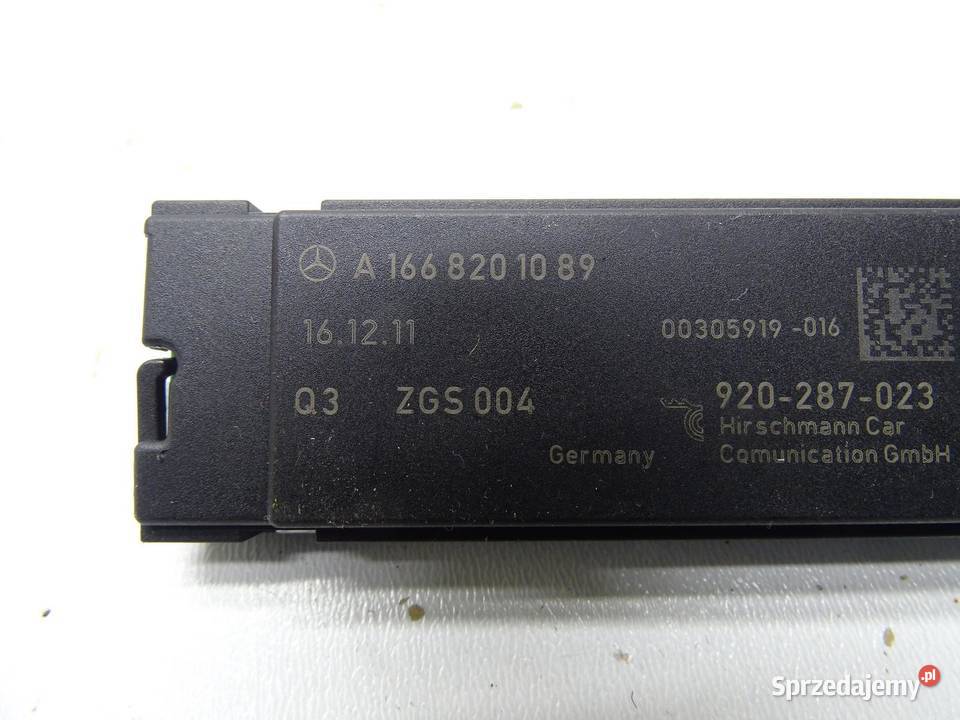 A 166 820 10 89
16.12.11
00305919 -016
Q3 ZGS 004
920-287-023
Hirschmann Car
Comunication GmbH
Germany
Sprzedajemy.pl